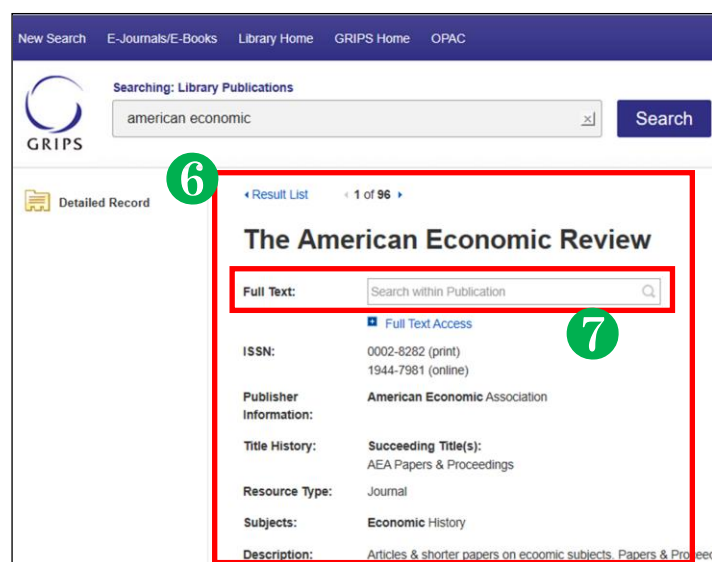 New Search E-Journals/E-Books Library Home GRIPS Home OPAC
GRIPS
Searching: Library Publications
american economic x Search
6
Detailed Record
Result List 1 of 96
The American Economic Review
Full Text: Search within Publication
Full Text Access
7
ISSN: 0002-8282 (print)
1944-7981 (online)
Publisher Information: American Economic Association
Title History: Succeeding Title(s):
AEA Papers & Proceedings
Resource Type: Journal
Subjects: Economic History
Description: Articles & shorter papers on ecoomic subjects. Papers & Proceed